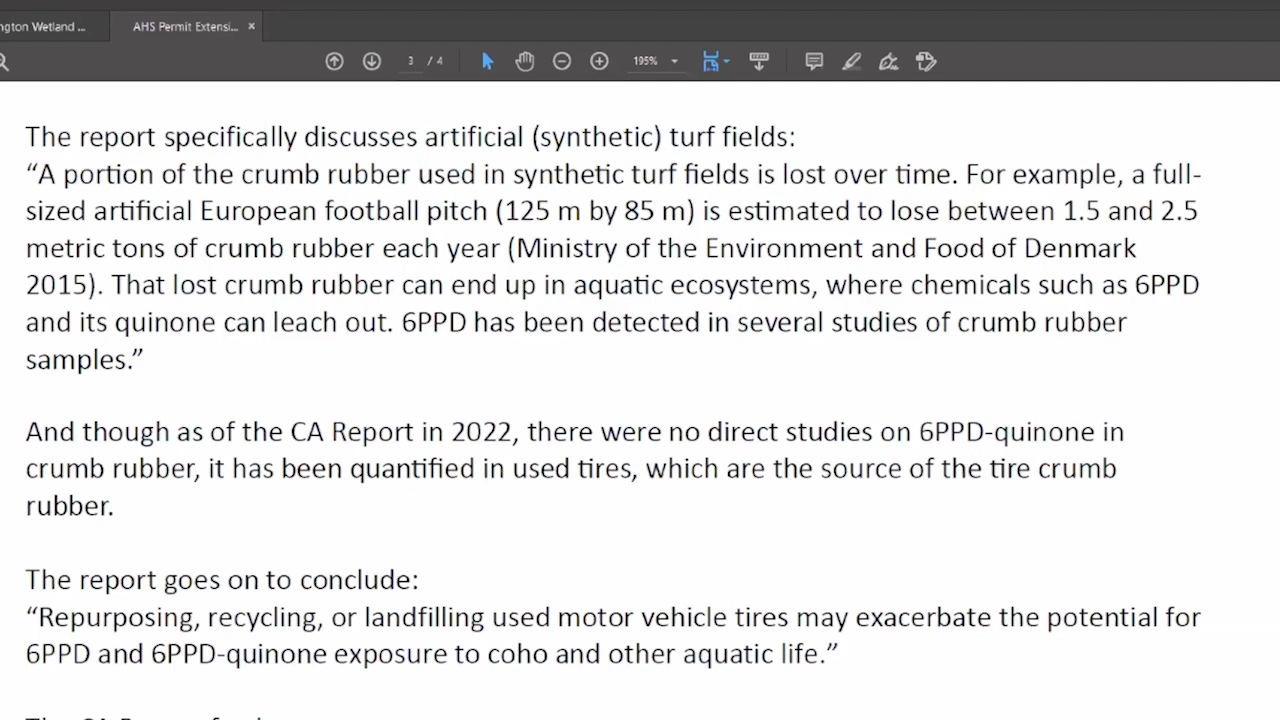 ngton Wetland ...
AHS Permit Extensi... ×
3 / 4
195%
The report specifically discusses artificial (synthetic) turf fields:
“A portion of the crumb rubber used in synthetic turf fields is lost over time. For example, a full-
sized artificial European football pitch (125 m by 85 m) is estimated to lose between 1.5 and 2.5
metric tons of crumb rubber each year (Ministry of the Environment and Food of Denmark
2015). That lost crumb rubber can end up in aquatic ecosystems, where chemicals such as 6PPD
and its quinone can leach out. 6PPD has been detected in several studies of crumb rubber
samples.”
And though as of the CA Report in 2022, there were no direct studies on 6PPD-quinone in
crumb rubber, it has been quantified in used tires, which are the source of the tire crumb
rubber.
The report goes on to conclude:
“Repurposing, recycling, or landfilling used motor vehicle tires may exacerbate the potential for
6PPD and 6PPD-quinone exposure to coho and other aquatic life.”